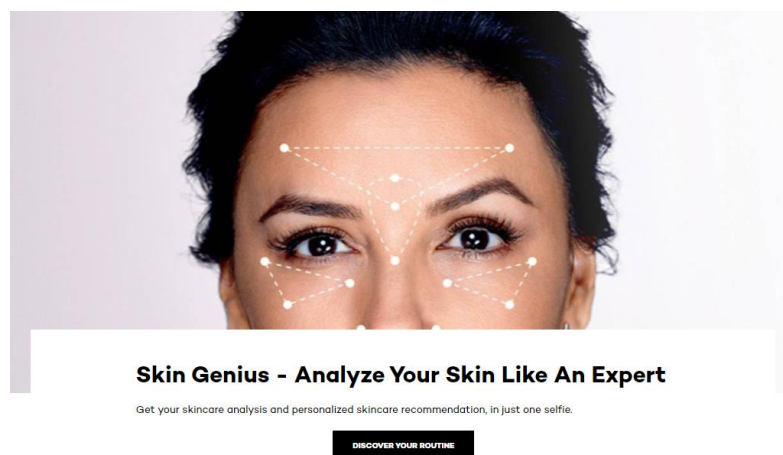 Skin Genius - Analyze Your Skin Like An Expert
Get your skincare analysis and personalized skincare recommendation, in just one selfie.
DISCOVER YOUR ROUTINE